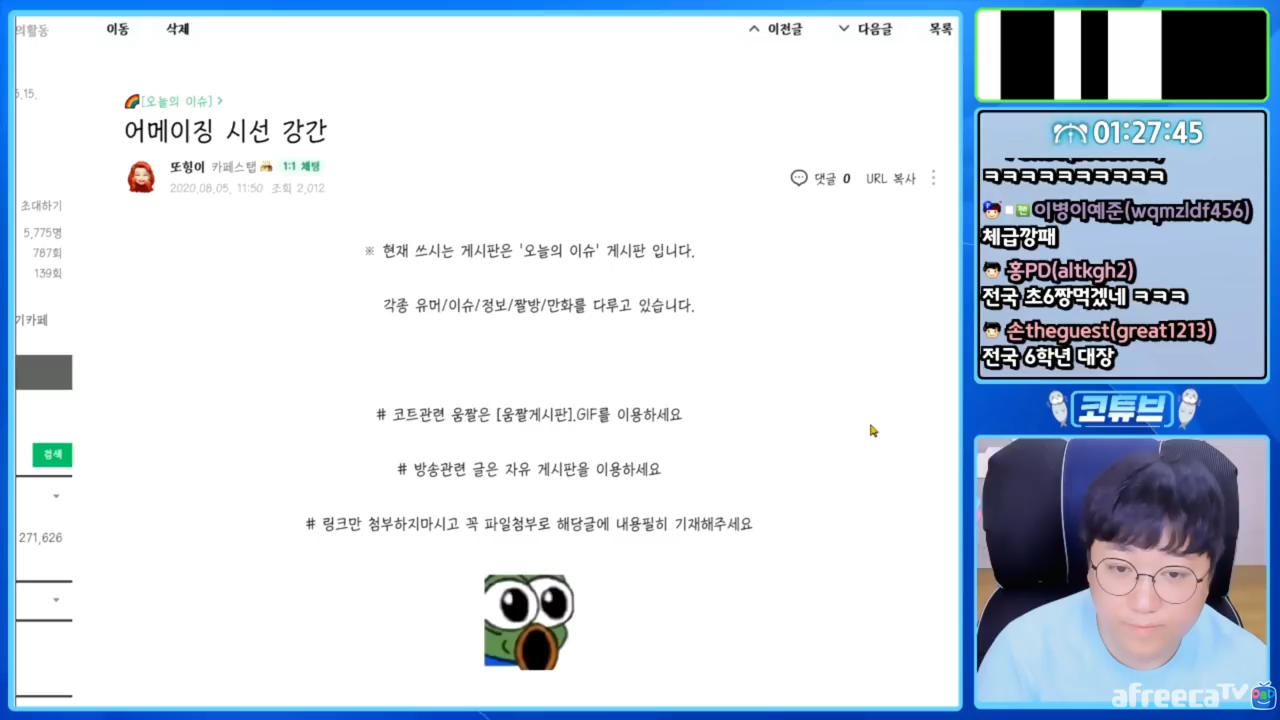 의활동
이동
삭제
이전글
다음글
목록
5.15.
[오늘의 이슈] >
어메이징 시선 강간
또헝이 카페스탭 1:1 채팅
2020.08.05. 11:50 조회 2,012
댓글 0 URL 복사
초대하기
5,775명
787회
139회
기카페
검색
271,626
※ 현재 쓰시는 게시판은 '오늘의 이슈' 게시판 입니다.
각종 유머/이슈/정보/짤방/만화를 다루고 있습니다.
# 코트관련 움짤은 [움짤게시판].GIF를 이용하세요
# 방송관련 글은 자유 게시판을 이용하세요
# 링크만 첨부하지마시고 꼭 파일첨부로 해당글에 내용필히 기재해주세요
01:27:45
ㅋㅋㅋㅋㅋㅋㅋㅋㅋㅋ
이병이예준(wqmzldf456)
체급깡패
홍PD(altkgh2)
전국 초6짱먹겠네 ㅋㅋㅋ
손theguest(great1213)
전국 6학년 대장
코튜브
afreecaTV